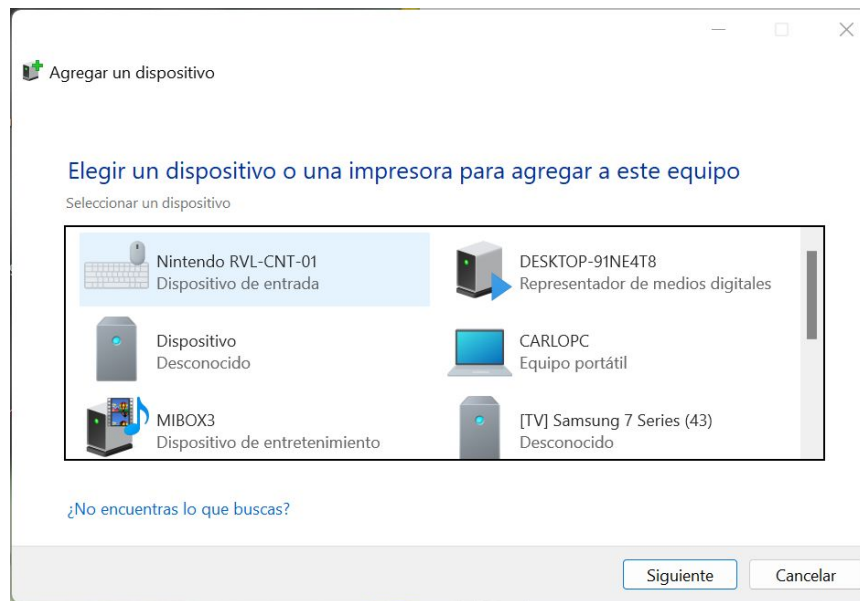 Agregar un dispositivo
Elegir un dispositivo o una impresora para agregar a este equipo
Seleccionar un dispositivo
Nintendo RVL-CNT-01
Dispositivo de entrada
DESKTOP-91NE4T8
Representador de medios digitales
Dispositivo
Desconocido
CARLOPC
Equipo portátil
MIBOX3
Dispositivo de entretenimiento
[TV] Samsung 7 Series (43)
Desconocido
¿No encuentras lo que buscas?
Siguiente
Cancelar